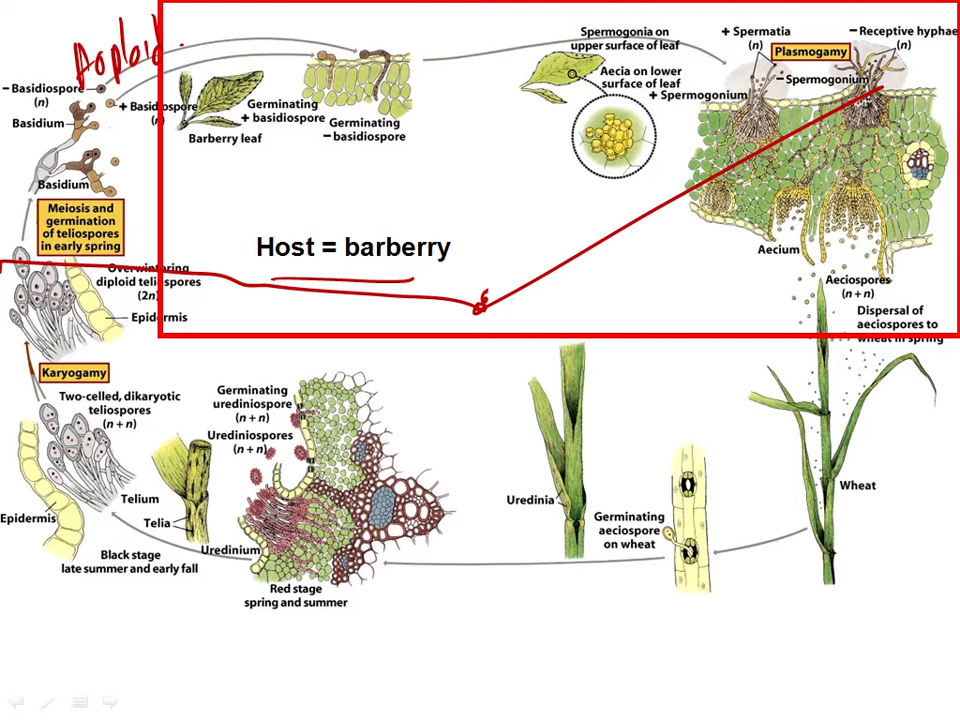 Haploid
− Basidiospore
(n)
+ Basidiospore
(n)
Basidium
Basidium
Meiosis and
germination
of teliospores
in early spring
Overwintering
diploid teliospores
(2n)
Epidermis
Karyogamy
Two-celled, dikaryotic
teliospores
(n + n)
Epidermis
Telium
Telia
Black stage
late summer and early fall
Barberry leaf
Germinating
+ basidiospore
Germinating
− basidiospore
Host = barberry
Spermogonia on
upper surface of leaf
Aecia on lower
surface of leaf
+ Spermatia
(n)
− Receptive hyphae
(n)
Plasmogamy
− Spermogonium
+ Spermogonium
Aecium
Aeciospores
(n + n)
Dispersal of
aeciospores to
wheat in spring
Wheat
Germinating
aeciospore
on wheat
Uredinia
Germinating
urediniospore
(n + n)
Urediniospores
(n + n)
Uredinium
Red stage
spring and summer